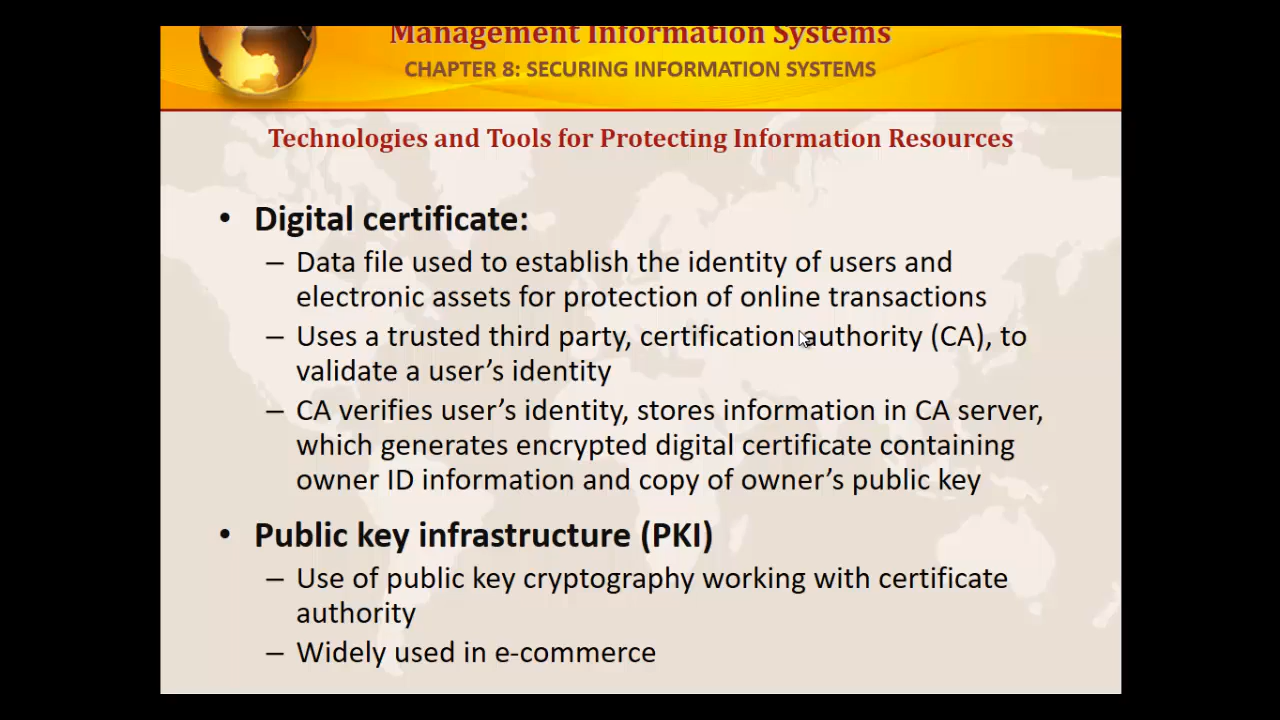 Management Information Systems
CHAPTER 8: SECURING INFORMATION SYSTEMS
Technologies and Tools for Protecting Information Resources
• Digital certificate:
– Data file used to establish the identity of users and
electronic assets for protection of online transactions
– Uses a trusted third party, certification authority (CA), to
validate a user’s identity
– CA verifies user’s identity, stores information in CA server,
which generates encrypted digital certificate containing
owner ID information and copy of owner’s public key
• Public key infrastructure (PKI)
– Use of public key cryptography working with certificate
authority
– Widely used in e-commerce